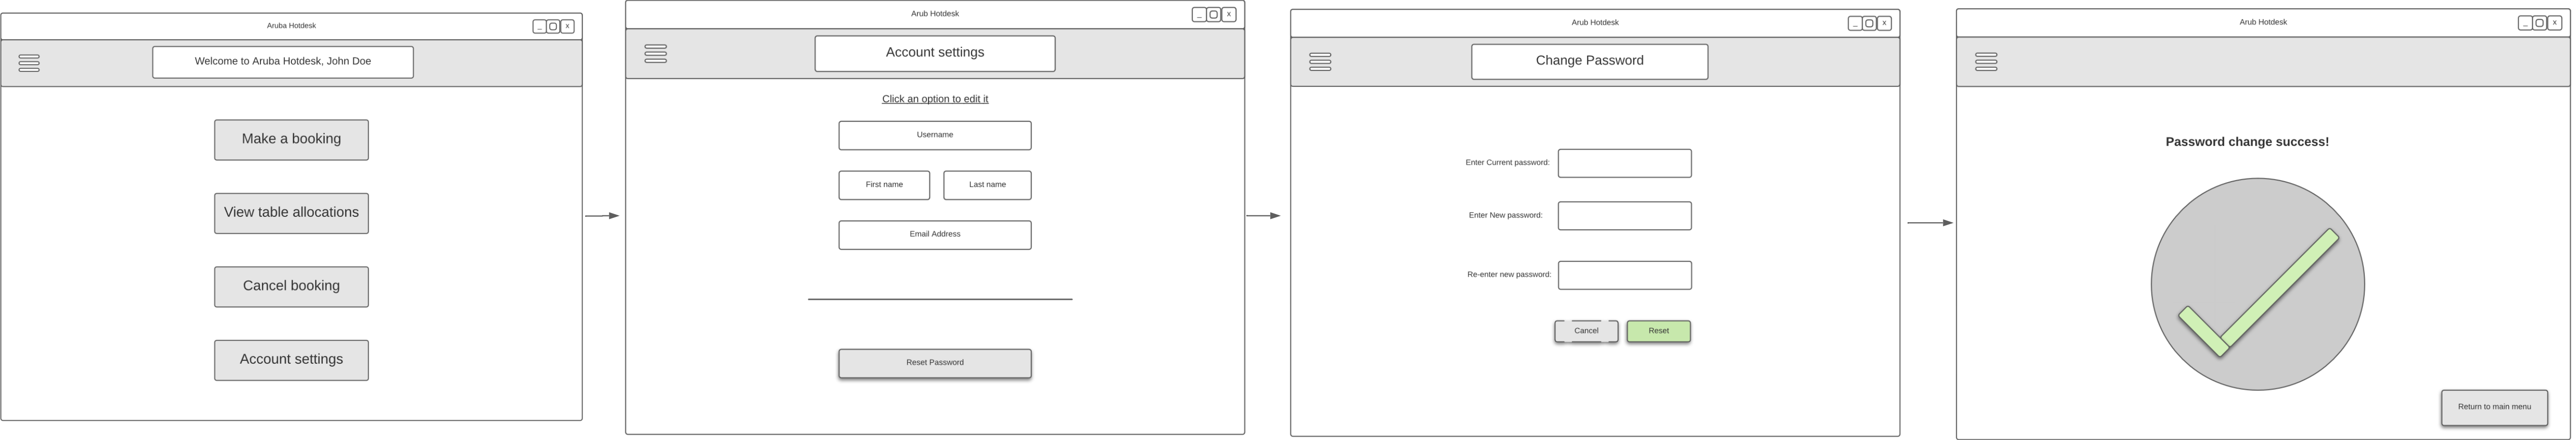 Aruba Hotdesk
_
x
Welcome to Aruba Hotdesk, John Doe
Make a booking
View table allocations
Cancel booking
Account settings
Arub Hotdesk
_
x
Account settings
Click an option to edit it
Username
First name
Last name
Email Address
Reset Password
Arub Hotdesk
_
x
Change Password
Enter Current password:
Enter New password:
Re-enter new password:
Cancel
Reset
Arub Hotdesk
_
x
Password change success!
Return to main menu